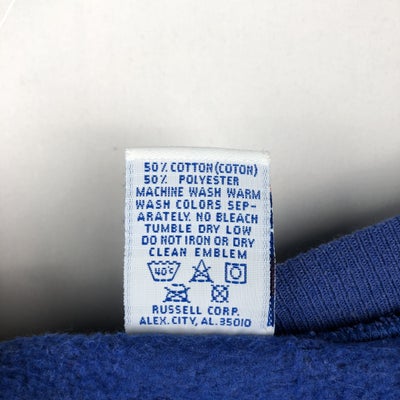 50% COTTON (COTON)
50% POLYESTER
MACHINE WASH WARM
WASH COLORS SEP-
ARATELY. NO BLEACH
TUMBLE DRY LOW
DO NOT IRON OR DRY
CLEAN EMBLEM
40°C
RUSSELL CORP.
ALEX. CITY, AL. 35010